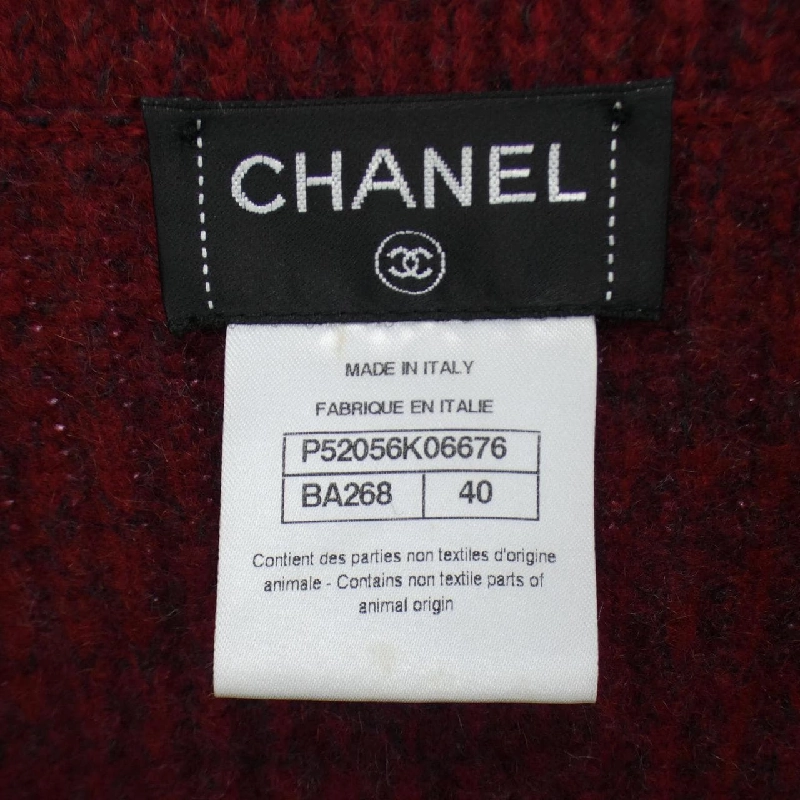 CHANEL
MADE IN ITALY
FABRIQUE EN ITALIE
P52056K06676
BA268 40
Contient des parties non textiles d'origine
animale - Contains non textile parts of
animal origin